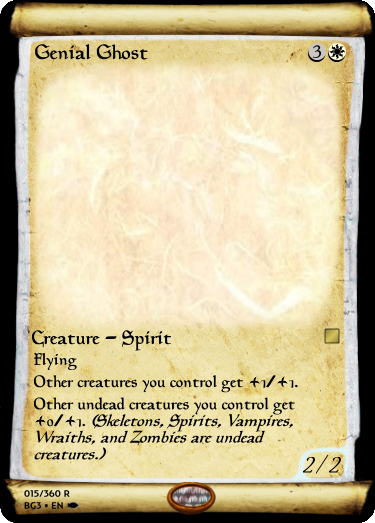 Genial Ghost 3
Creature – Spirit
Flying
Other creatures you control get +1/+1.
Other undead creatures you control get
+0/+1. (Skeletons, Spirits, Vampires,
Wraiths, and Zombies are undead
creatures.)
2/2
015/360 R
BG3 • EN